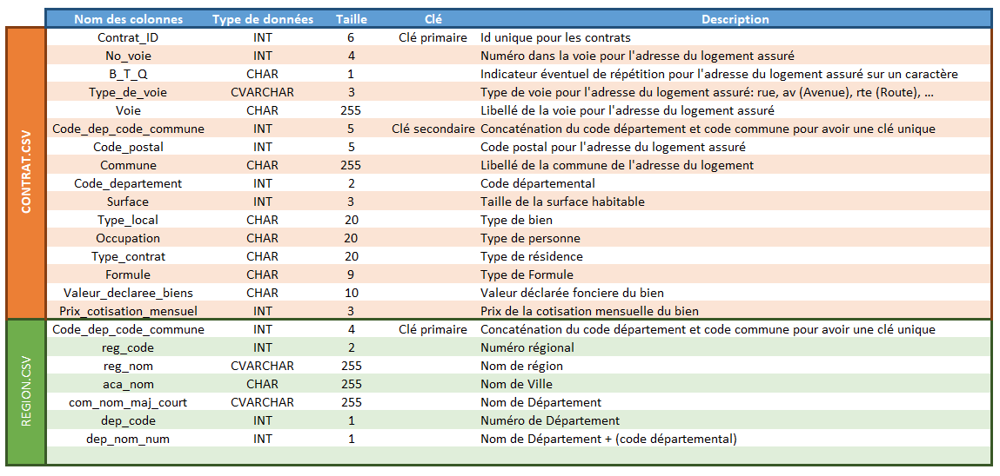 Nom des colonnes Type de données Taille Clé Description
CONTRAT.CSV
Contrat_ID INT 6 Clé primaire Id unique pour les contrats
No_voie INT 4 Numéro dans la voie pour l'adresse du logement assuré
B_T_Q CHAR 1 Indicateur éventuel de répétition pour l'adresse du logement assuré sur un caractère
Type_de_voie CVARCHAR 3 Type de voie pour l'adresse du logement assuré: rue, av (Avenue), rte (Route), ...
Voie CHAR 255 Libellé de la voie pour l'adresse du logement assuré
Code_dep_code_commune INT 5 Clé secondaire Concaténation du code département et code commune pour avoir une clé unique
Code_postal INT 5 Code postal pour l'adresse du logement assuré
Commune CHAR 255 Libellé de la commune de l'adresse du logement
Code_departement INT 2 Code départemental
Surface INT 3 Taille de la surface habitable
Type_local CHAR 20 Type de bien
Occupation CHAR 20 Type de personne
Type_contrat CHAR 20 Type de résidence
Formule CHAR 9 Type de Formule
Valeur_declaree_biens CHAR 10 Valeur déclarée fonciere du bien
Prix_cotisation_mensuel INT 3 Prix de la cotisation mensuelle du bien
REGION.CSV
Code_dep_code_commune INT 4 Clé primaire Concaténation du code département et code commune pour avoir une clé unique
reg_code INT 2 Numéro régional
reg_nom CVARCHAR 255 Nom de région
aca_nom CHAR 255 Nom de Ville
com_nom_maj_court CVARCHAR 255 Nom de Département
dep_code INT 1 Numéro de Département
dep_nom_num INT 1 Nom de Département + (code départemental)